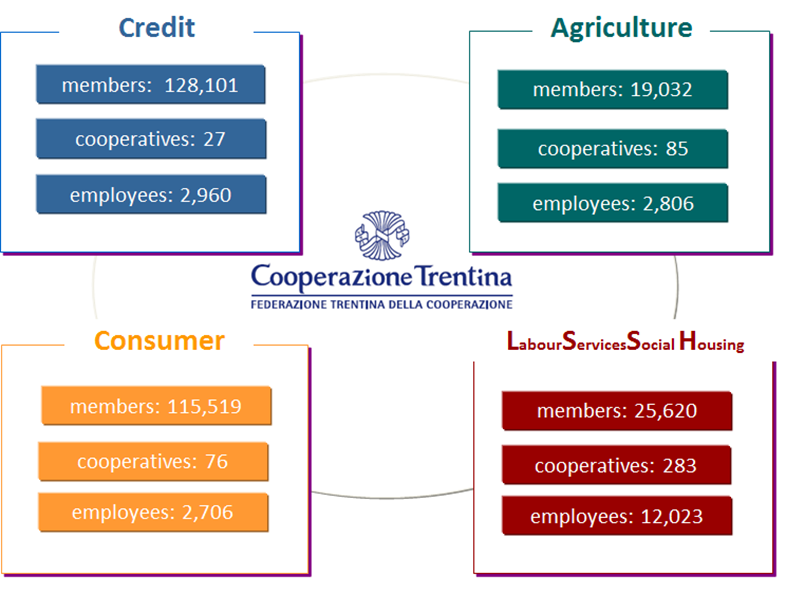 Credit
members: 128,101
cooperatives: 27
employees: 2,960
Agriculture
members: 19,032
cooperatives: 85
employees: 2,806
Cooperazione Trentina
FEDERAZIONE TRENTINA DELLA COOPERAZIONE
Consumer
members: 115,519
cooperatives: 76
employees: 2,706
LabourServicesSocial Housing
members: 25,620
cooperatives: 283
employees: 12,023